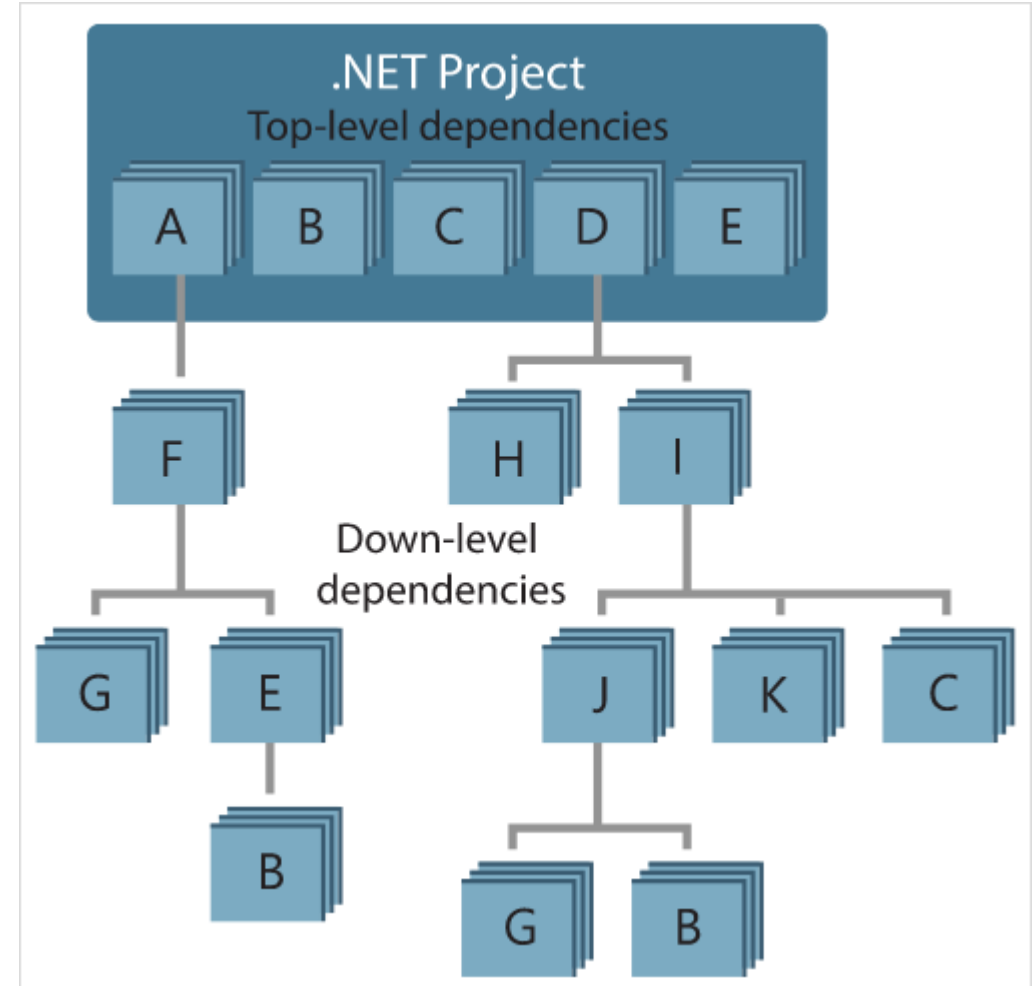 .NET Project
Top-level dependencies
A B C D E
F H I
Down-level
dependencies
G E J K C
B G B